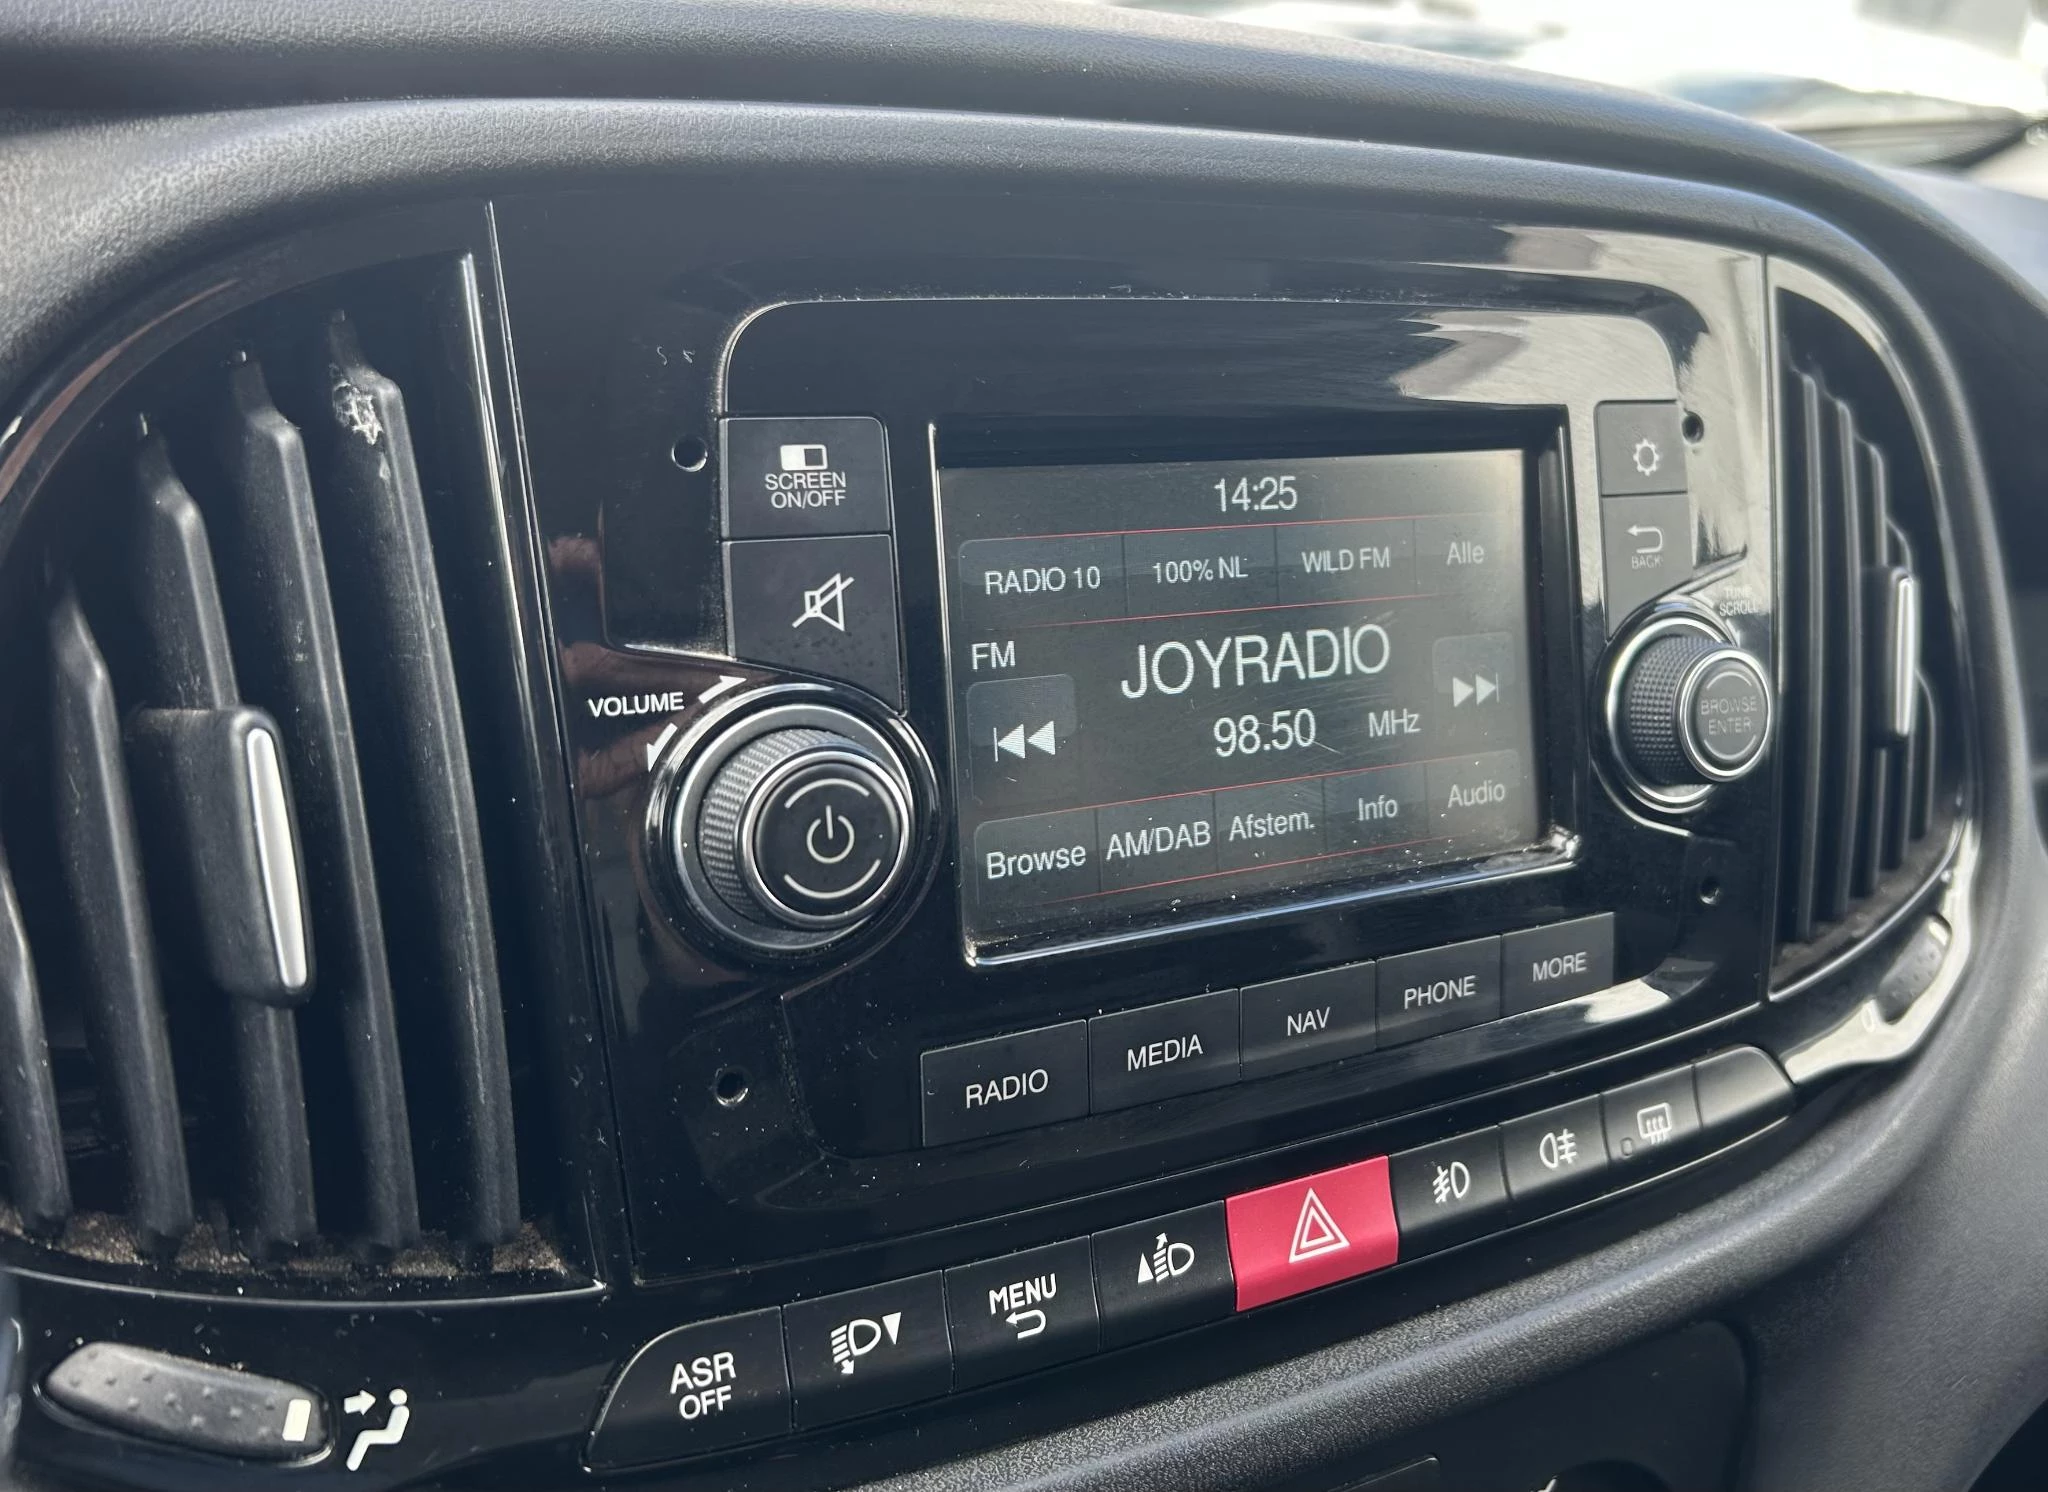 SCREEN
ON/OFF
VOLUME
14:25
RADIO 10 100% NL WILD FM Alle
FM
JOYRADIO
98.50 MHz
Browse AM/DAB Afstem. Info Audio
BACK
TUNE
SCROLL
BROWSE
ENTER
RADIO MEDIA NAV PHONE MORE
ASR
OFF
MENU